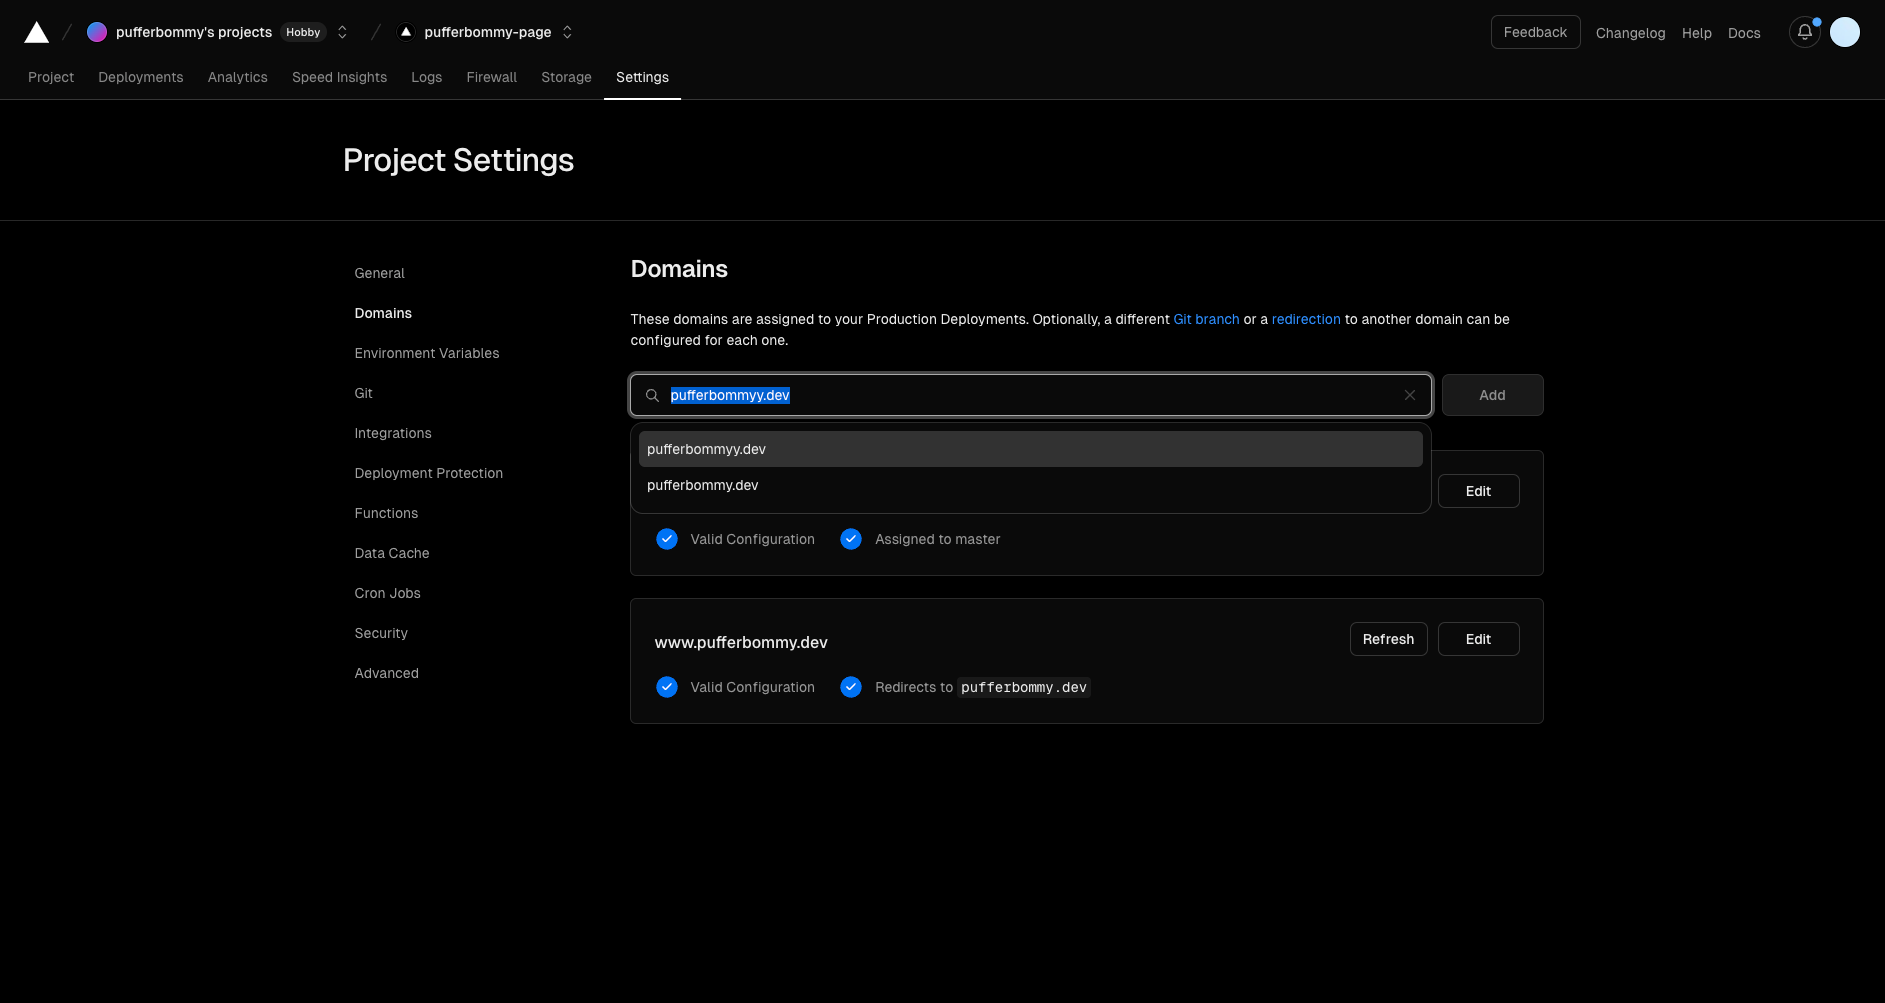 pufferbommy's projects Hobby pufferbommy-page Feedback Changelog Help Docs
Project Deployments Analytics Speed Insights Logs Firewall Storage Settings
Project Settings
General
Domains
Environment Variables
Git
Integrations
Deployment Protection
Functions
Data Cache
Cron Jobs
Security
Advanced
Domains
These domains are assigned to your Production Deployments. Optionally, a different Git branch or a redirection to another domain can be
configured for each one.
pufferbommyy.dev Add
pufferbommyy.dev
pufferbommy.dev
Edit
Valid Configuration Assigned to master
www.pufferbommy.dev Refresh Edit
Valid Configuration Redirects to pufferbommy.dev